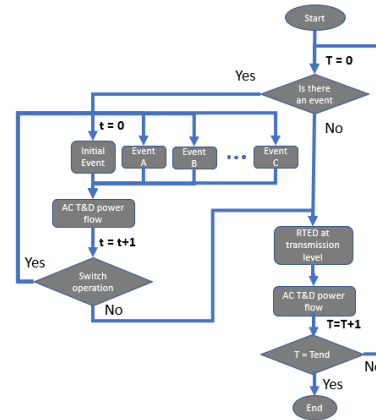 Start
T = 0
Yes
Is there
an event
No
t = 0
Initial
Event
Event
A
Event
B
Event
C
AC T&D power
flow
t = t+1
Yes
Switch
operation
No
RTED at
transmission
level
AC T&D power
flow
T=T+1
T = Tend
No
Yes
End